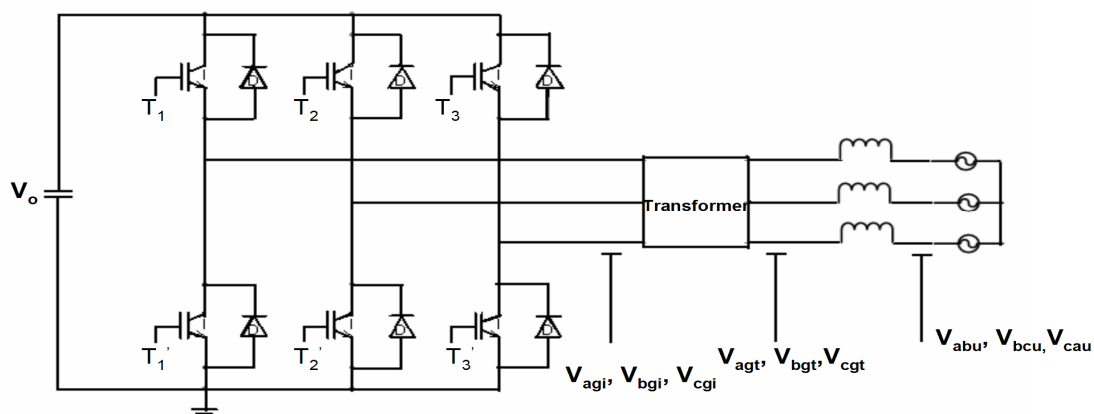 D D D
T1 T2 T3
Vo
Transformer
D D D
T1' T2' T3'
Vagi, Vbgi, Vcgi
Vagt, Vbgt,Vcgt
Vabu, Vbcu,Vcau